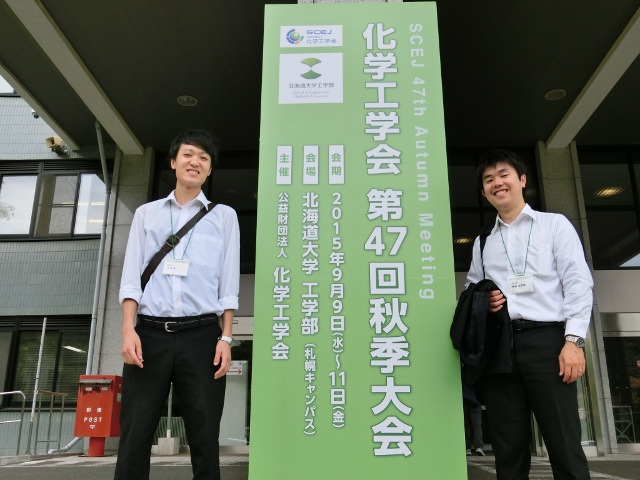 SCEJ
化学工学会
北海道大学工学部
化学工学会 第47回秋季大会
SCEJ 47th Autumn Meeting
会期 2015年9月9日(水)～11日(金)
会場 北海道大学 工学部(札幌キャンパス)
主催 公益財団法人 化学工学会
郵便
POST